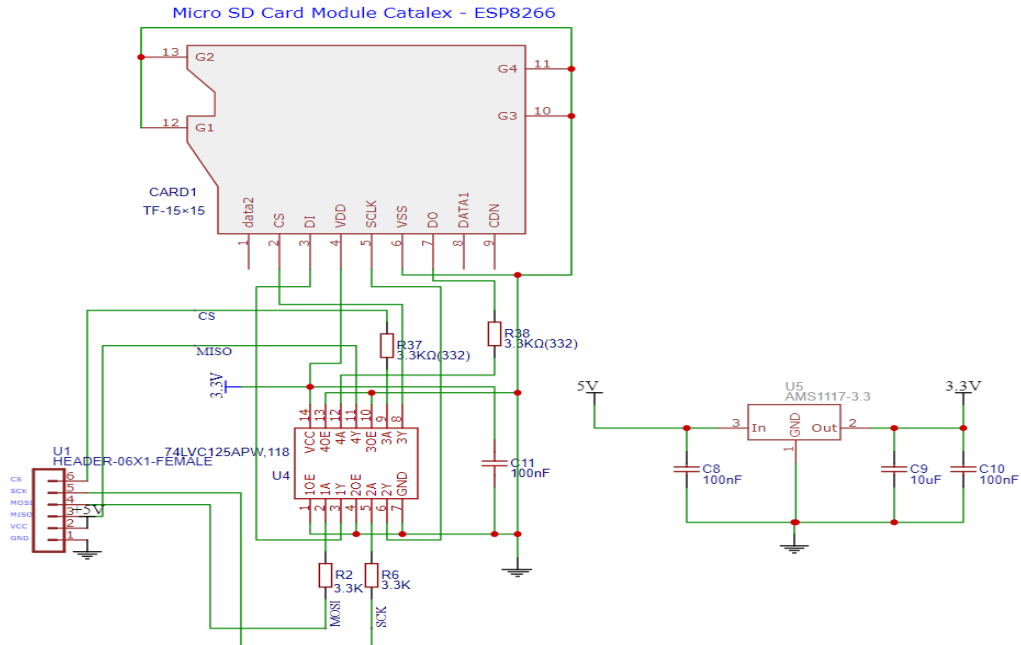 Micro SD Card Module Catalex - ESP8266
13 G2
G4 11
G3 10
12 G1
CARD1
TF-15×15
data2 CS DI VDD SCLK VSS DO DATA1 CDN
1 2 3 4 5 6 7 8 9
CS
MISO
R37
3.3KΩ(332)
R38
3.3KΩ(332)
3.3V
14 13 12 11 10 9 8
VCC 4OE 4A 4Y 3OE 3A 3Y
74LVC125APW,118
U4
1OE 1A 1Y 2OE 2A 2Y GND
1 2 3 4 5 6 7
C11
100nF
U1
HEADER-06X1-FEMALE
CS 6
SCK 5
MOSI 4
MISO 3
VCC 2
GND 1
+5V
R2
3.3K
R6
3.3K
MOSI
SCK
5V
U5
AMS1117-3.3
3 In GND Out 2
1
3.3V
C8
100nF
C9
10uF
C10
100nF